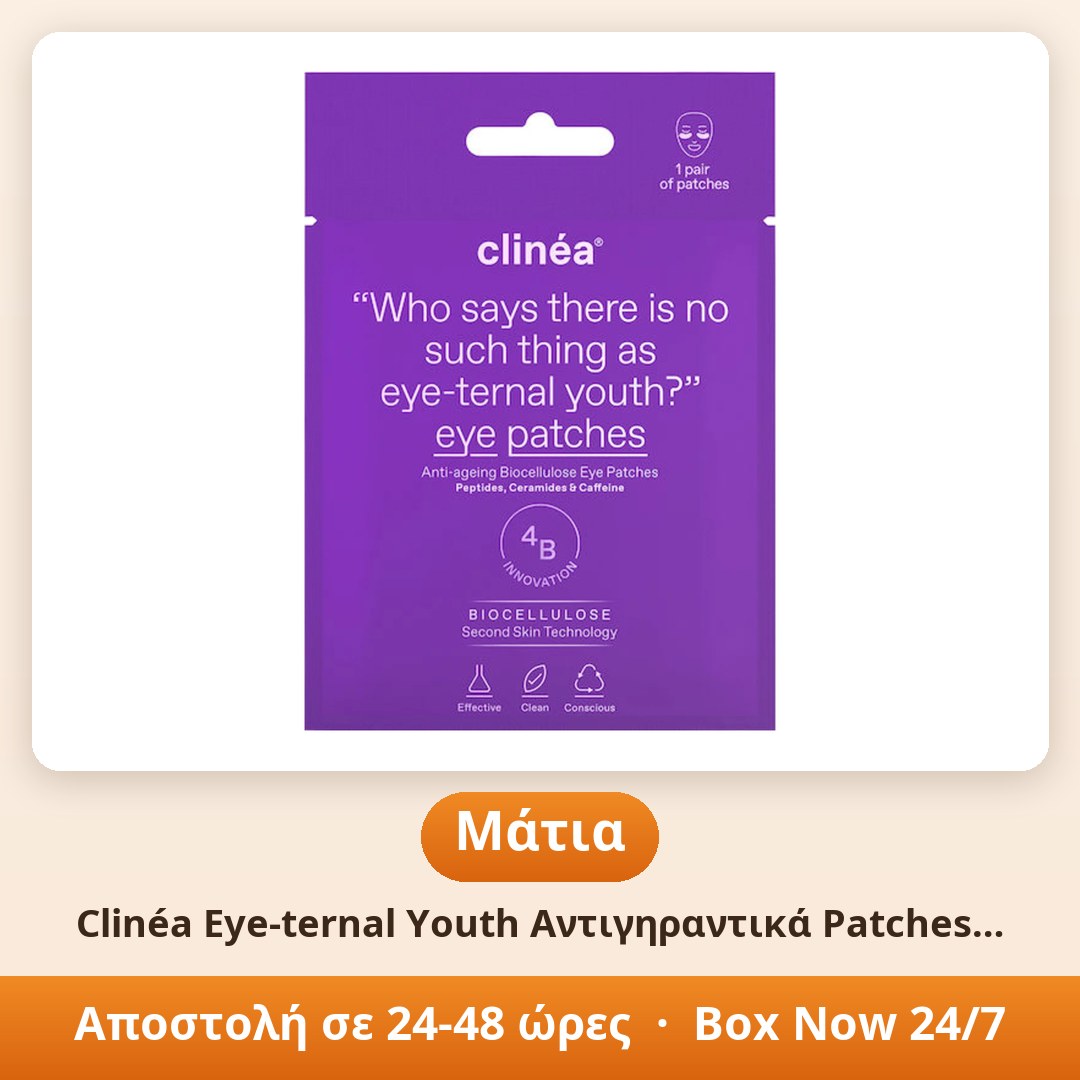 1 pair
of patches
clinéa®
“Who says there is no
such thing as
eye-ternal youth?”
eye patches
Anti-ageing Biocellulose Eye Patches
Peptides, Ceramides & Caffeine
4B
INNOVATION
BIOCELLULOSE
Second Skin Technology
Effective Clean Conscious
Μάτια
Clinéa Eye-ternal Youth Αντιγηραντικά Patches...
Αποστολή σε 24-48 ώρες · Box Now 24/7